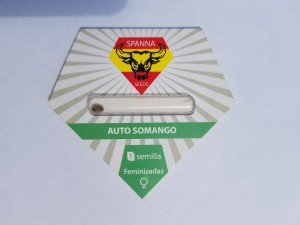 SPANNA
SEEDS
AUTO SOMANGO
1 semilla
Feminizadas